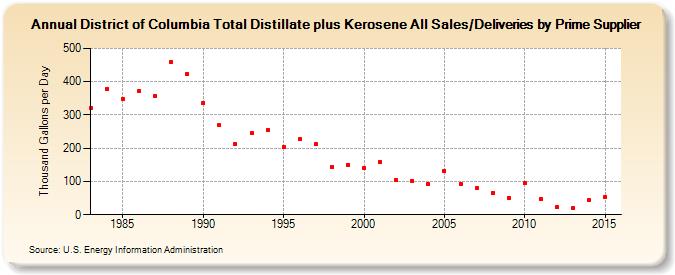 Annual District of Columbia Total Distillate plus Kerosene All Sales/Deliveries by Prime Supplier
Thousand Gallons per Day
500
400
300
200
100
0
1985 1990 1995 2000 2005 2010 2015
Source: U.S. Energy Information Administration